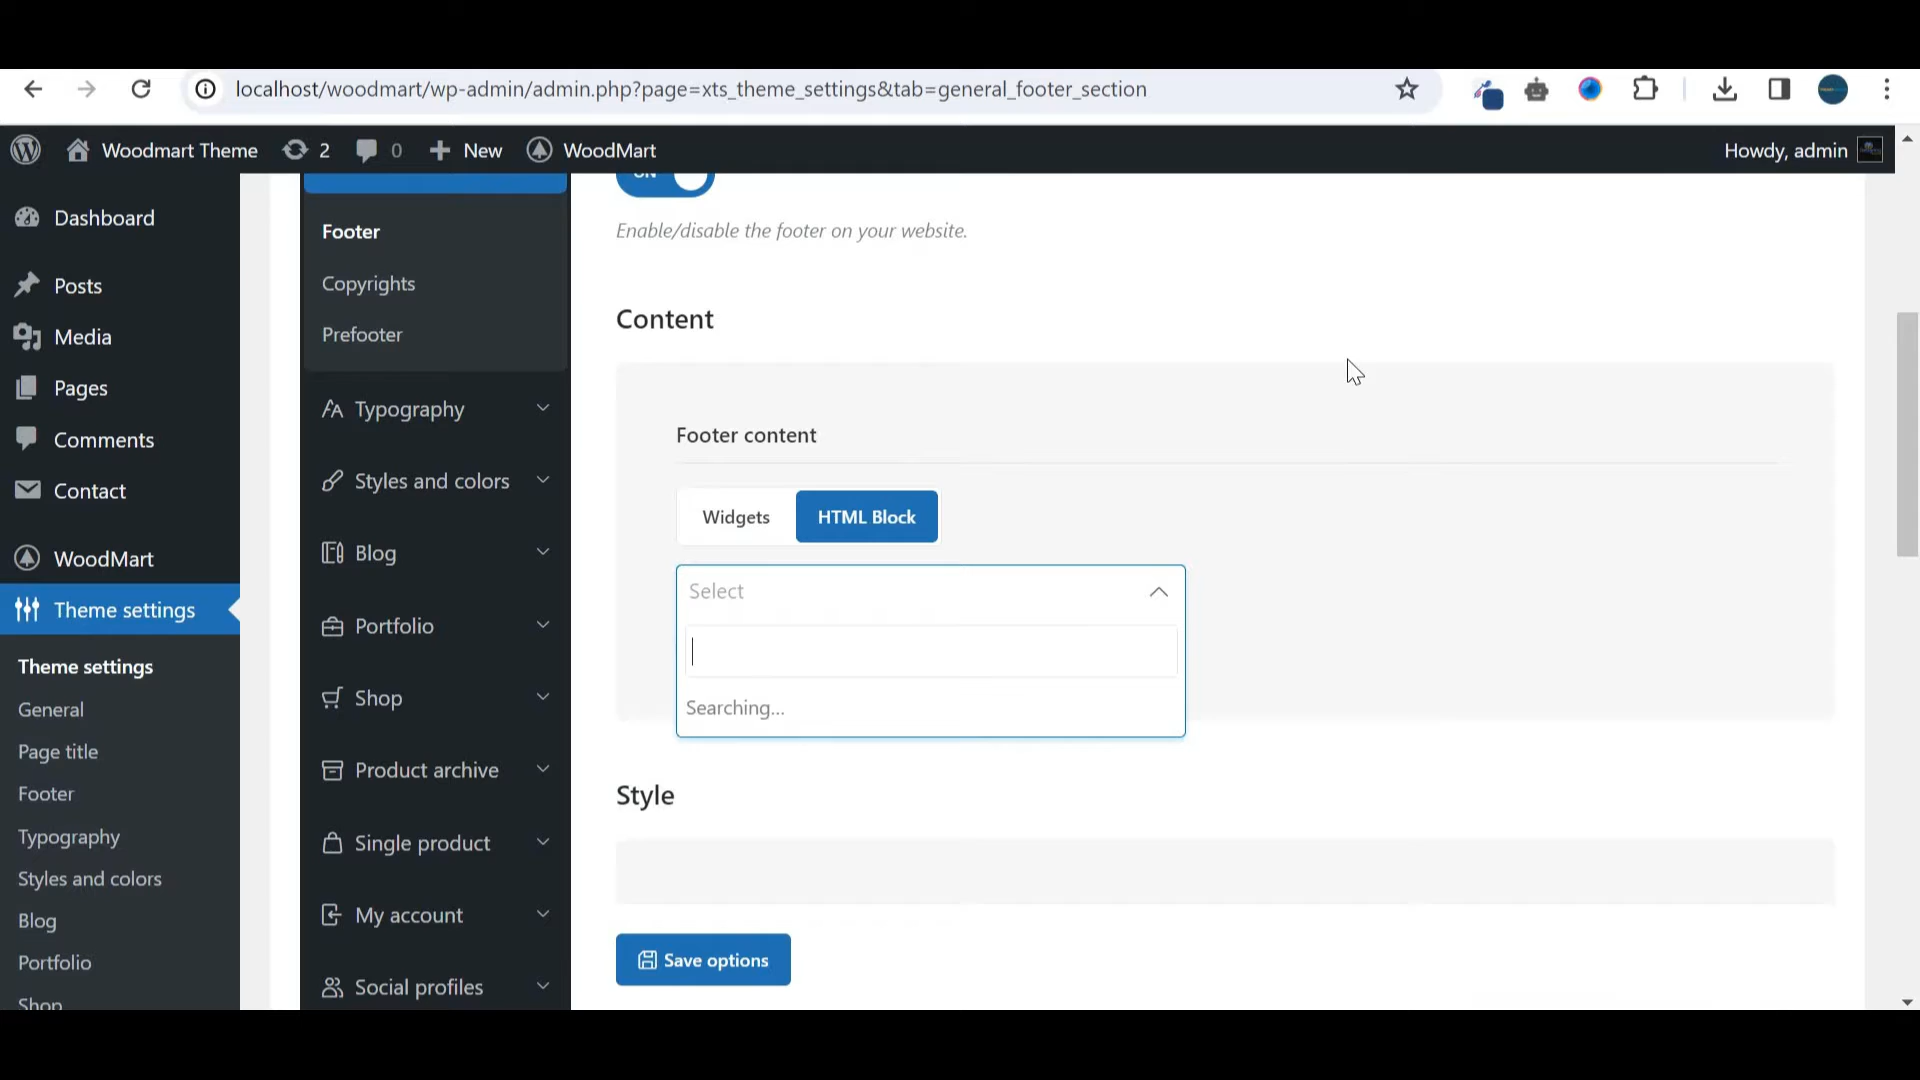 localhost/woodmart/wp-admin/admin.php?page=xts_theme_settings&tab=general_footer_section
Woodmart Theme
2
0
New
WoodMart
Howdy, admin
Dashboard
Posts
Media
Pages
Comments
Contact
WoodMart
Theme settings
Theme settings
General
Page title
Footer
Typography
Styles and colors
Blog
Portfolio
Shop
Footer
Copyrights
Prefooter
Typography
Styles and colors
Blog
Portfolio
Shop
Product archive
Single product
My account
Social profiles
ON
Enable/disable the footer on your website.
Content
Footer content
Widgets
HTML Block
Select
Searching...
Style
Save options